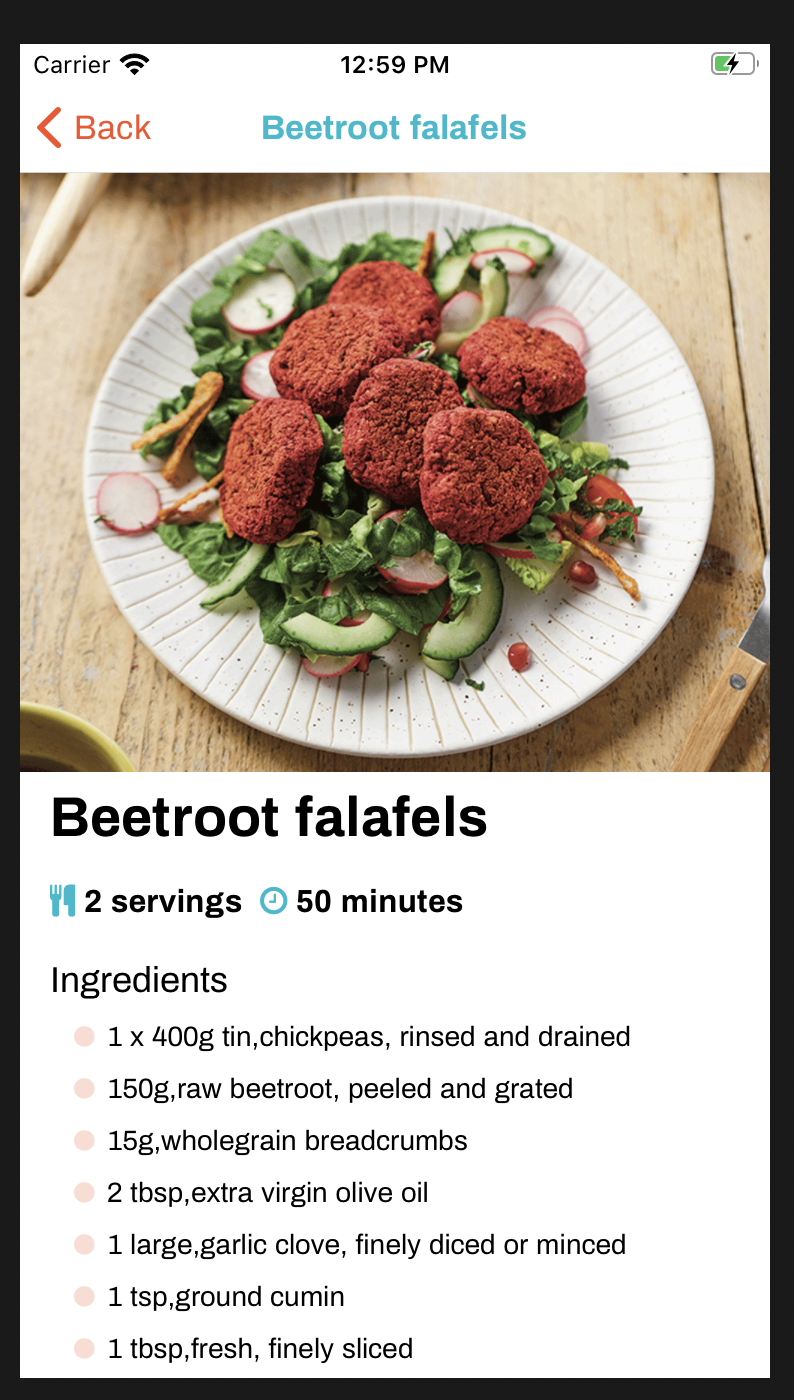 Carrier 12:59 PM
Back Beetroot falafels
Beetroot falafels
2 servings 50 minutes
Ingredients
1 x 400g tin,chickpeas, rinsed and drained
150g,raw beetroot, peeled and grated
15g,wholegrain breadcrumbs
2 tbsp,extra virgin olive oil
1 large,garlic clove, finely diced or minced
1 tsp,ground cumin
1 tbsp,fresh, finely sliced